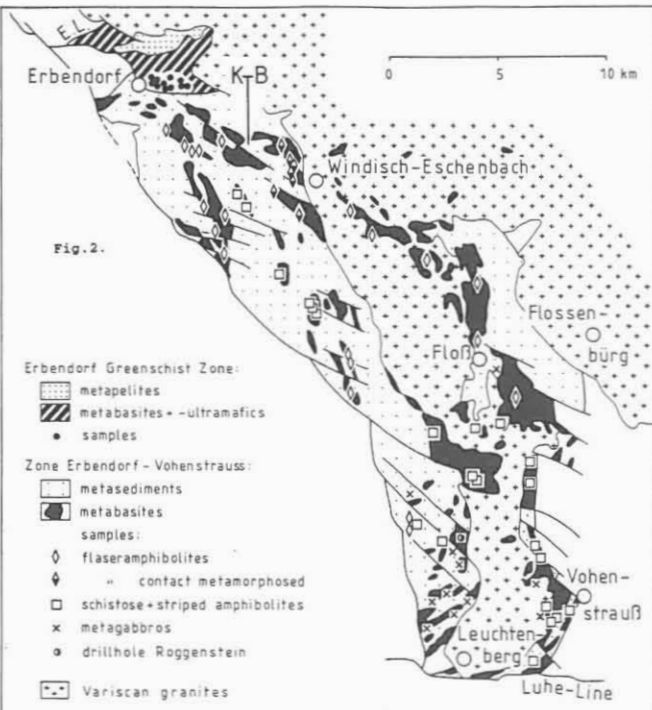 E.L.
Erbendorf
K-B
0 5 10 km
Windisch-Eschenbach
Fig.2.
Flossen-
bürg
Floß
Erbendorf Greenschist Zone:
metapelites
metabasites + -ultramafics
samples
Zone Erbendorf-Vohenstrauss:
metasediments
metabasites
samples:
flaseramphibolites
" contact metamorphosed
schistose+striped amphibolites
metagabbros
drillhole Roggenstein
Variscan granites
Vohen-
strauß
Leuchten-
berg
Luhe-Line